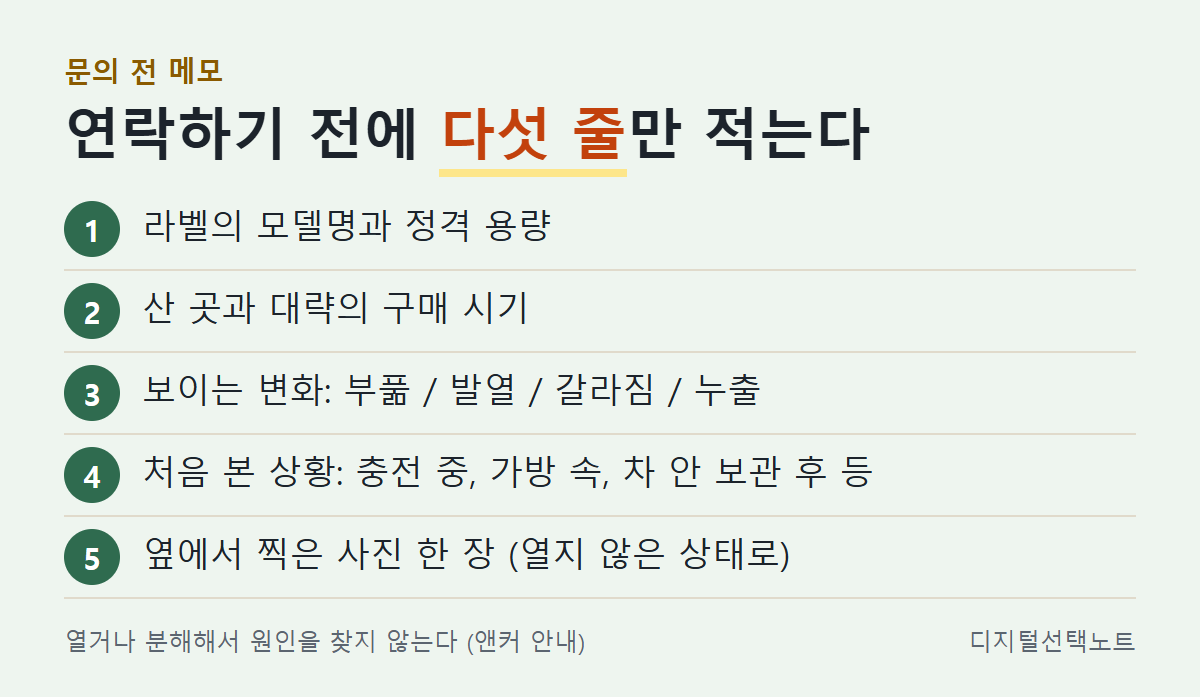 문의 전 메모
연락하기 전에 다섯 줄만 적는다
1 라벨의 모델명과 정격 용량
2 산 곳과 대략의 구매 시기
3 보이는 변화: 부풂 / 발열 / 갈라짐 / 누출
4 처음 본 상황: 충전 중, 가방 속, 차 안 보관 후 등
5 옆에서 찍은 사진 한 장 (열지 않은 상태로)
열거나 분해해서 원인을 찾지 않는다 (앤커 안내)
디지털선택노트